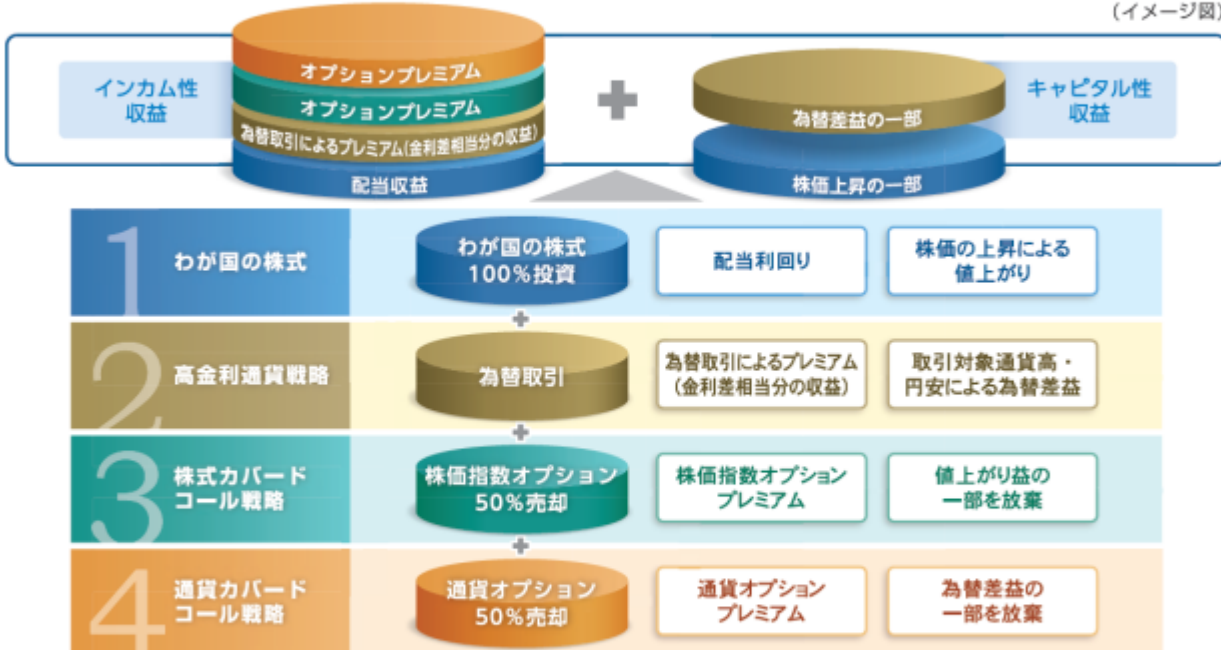 (イメージ図)
インカム性
収益
オプションプレミアム
オプションプレミアム
為替取引によるプレミアム(金利差相当分の収益)
配当収益
+
為替差益の一部
株価上昇の一部
キャピタル性
収益
1
わが国の株式
わが国の株式
100%投資
配当利回り
株価の上昇による
値上がり
+
2
高金利通貨戦略
為替取引
為替取引によるプレミアム
(金利差相当分の収益)
取引対象通貨高・
円安による為替差益
+
3
株式カバード
コール戦略
株価指数オプション
50%売却
株価指数オプション
プレミアム
値上がり益の
一部を放棄
+
4
通貨カバード
コール戦略
通貨オプション
50%売却
通貨オプション
プレミアム
為替差益の
一部を放棄